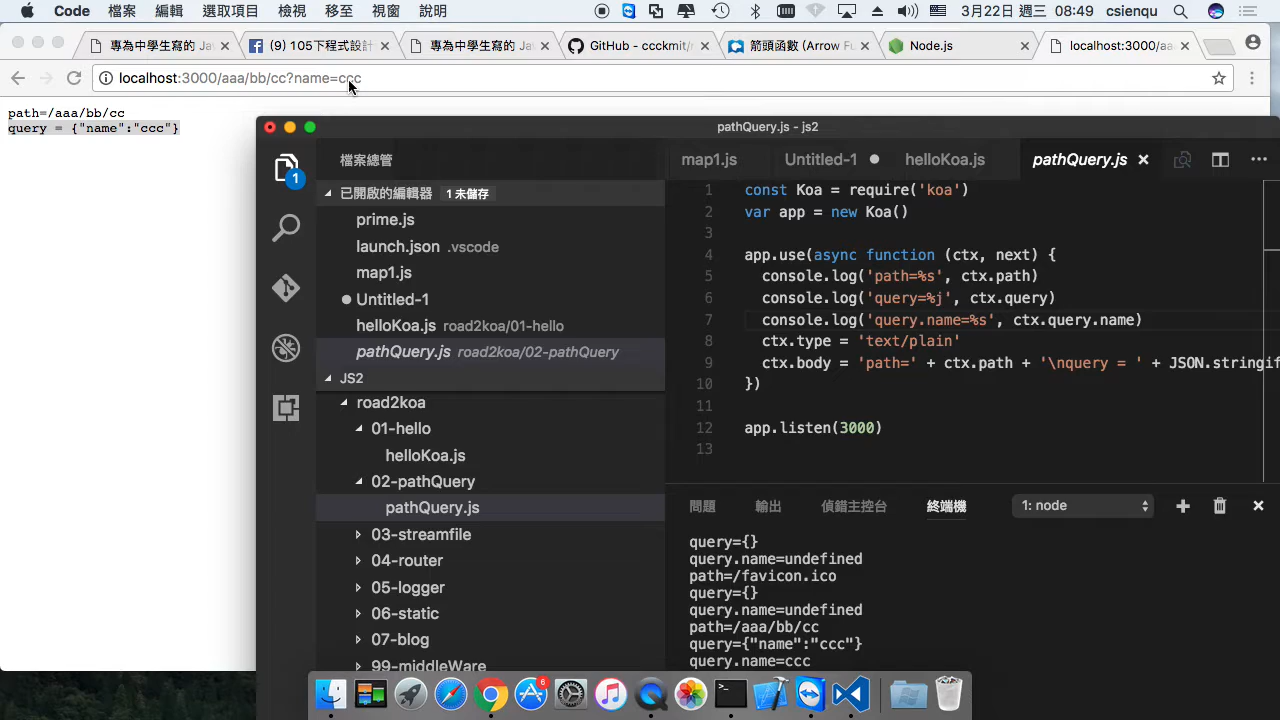 Code 檔案 編輯 選取項目 檢視 移至 視窗 說明 3月22日 週三 08:49 csienqu
專為中學生寫的 Ja × (9) 105下程式設計 × 專為中學生寫的 Ja × GitHub - ccckmit/ × 箭頭函數 (Arrow Fu × Node.js × localhost:3000/aa ×
localhost:3000/aaa/bb/cc?name=ccc
path=/aaa/bb/cc
query = {"name":"ccc"}
pathQuery.js - js2
檔案總管
1
已開啟的編輯器 1 未儲存
prime.js
launch.json .vscode
map1.js
Untitled-1
helloKoa.js road2koa/01-hello
pathQuery.js road2koa/02-pathQuery
JS2
road2koa
01-hello
helloKoa.js
02-pathQuery
pathQuery.js
03-streamfile
04-router
05-logger
06-static
07-blog
99-middleWare
map1.js Untitled-1 helloKoa.js pathQuery.js ×
1 const Koa = require('koa')
2 var app = new Koa()
3
4 app.use(async function (ctx, next) {
5 console.log('path=%s', ctx.path)
6 console.log('query=%j', ctx.query)
7 console.log('query.name=%s', ctx.query.name)
8 ctx.type = 'text/plain'
9 ctx.body = 'path=' + ctx.path + '\nquery = ' + JSON.stringif
10 })
11
12 app.listen(3000)
13
問題 輸出 偵錯主控台 終端機 1: node
query={}
query.name=undefined
path=/favicon.ico
query={}
query.name=undefined
path=/aaa/bb/cc
query={"name":"ccc"}
query.name=ccc
6